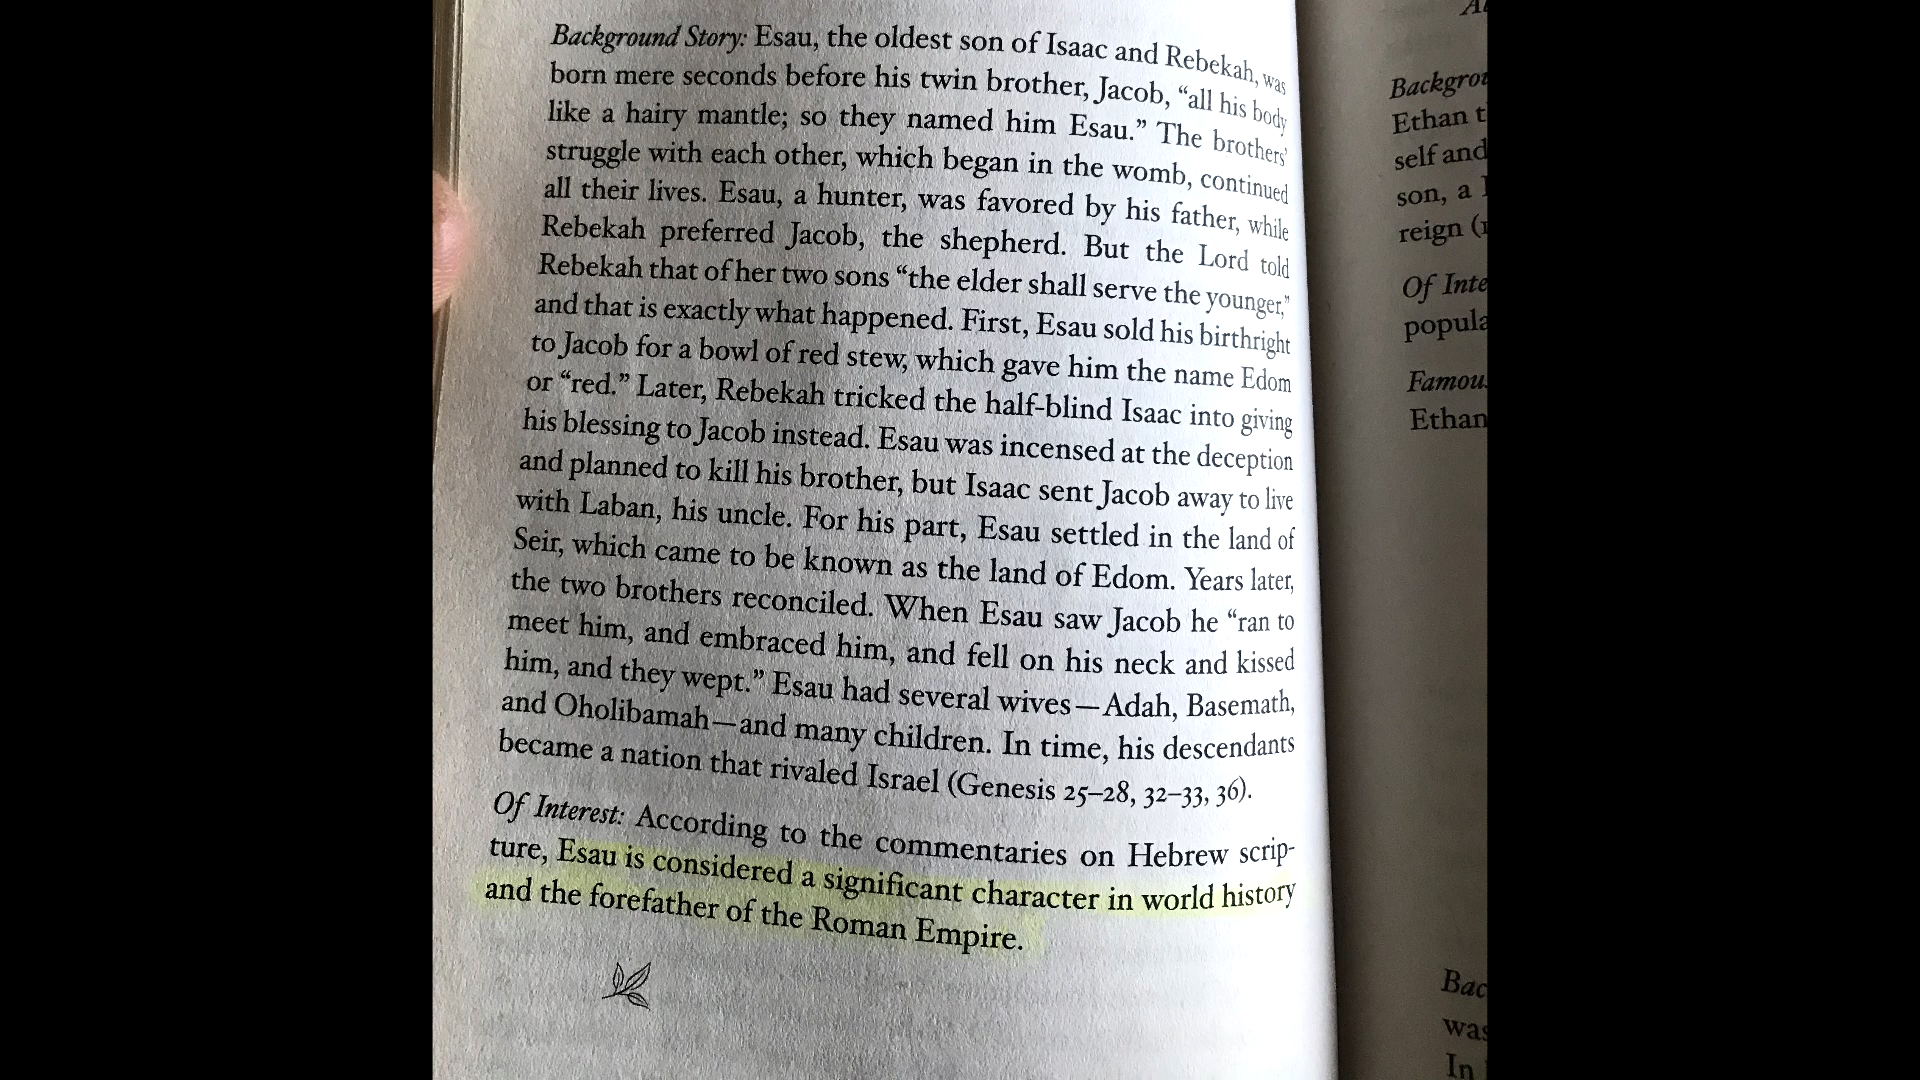 Background Story: Esau, the oldest son of Isaac and Rebekah, was
born mere seconds before his twin brother, Jacob, “all his body
like a hairy mantle; so they named him Esau.” The brothers’
struggle with each other, which began in the womb, continued
all their lives. Esau, a hunter, was favored by his father, while
Rebekah preferred Jacob, the shepherd. But the Lord told
Rebekah that of her two sons “the elder shall serve the younger,”
and that is exactly what happened. First, Esau sold his birthright
to Jacob for a bowl of red stew, which gave him the name Edom
or “red.” Later, Rebekah tricked the half-blind Isaac into giving
his blessing to Jacob instead. Esau was incensed at the deception
and planned to kill his brother, but Isaac sent Jacob away to live
with Laban, his uncle. For his part, Esau settled in the land of
Seir, which came to be known as the land of Edom. Years later,
the two brothers reconciled. When Esau saw Jacob he “ran to
meet him, and embraced him, and fell on his neck and kissed
him, and they wept.” Esau had several wives—Adah, Basemath,
and Oholibamah—and many children. In time, his descendants
became a nation that rivaled Israel (Genesis 25–28, 32–33, 36).
Of Interest: According to the commentaries on Hebrew scrip-
ture, Esau is considered a significant character in world history
and the forefather of the Roman Empire.
Backgrou
Ethan t
self and
son, a
reign (
Of Inte
popula
Famou
Ethan
Bac
was
In